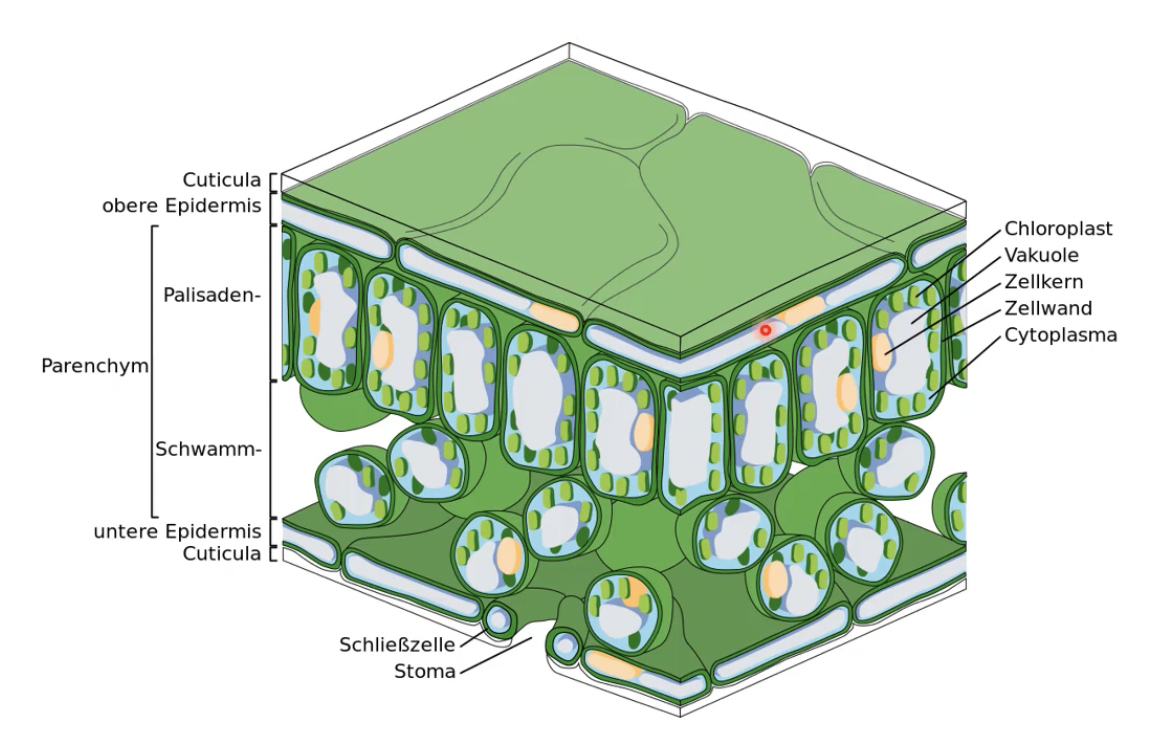 Cuticula
obere Epidermis
Palisaden-
Parenchym
Schwamm-
untere Epidermis
Cuticula
Schließzelle
Stoma
Chloroplast
Vakuole
Zellkern
Zellwand
Cytoplasma